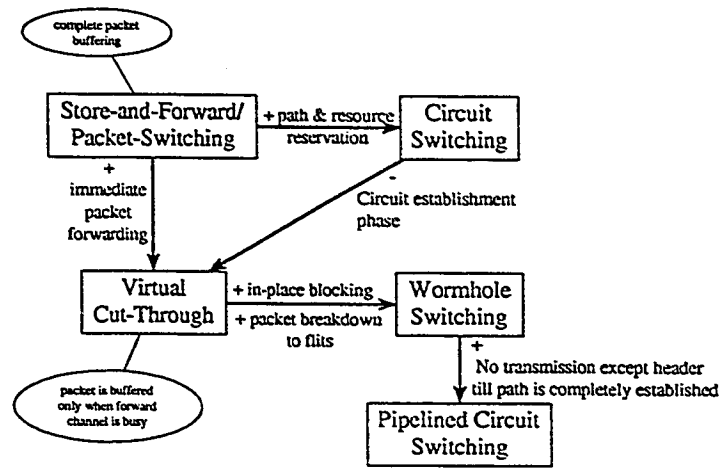 complete packet
buffering
Store-and-Forward/
Packet-Switching
+ path & resource
reservation
Circuit
Switching
+
immediate
packet
forwarding
-
Circuit establishment
phase
Virtual
Cut-Through
+ in-place blocking
+ packet breakdown
to flits
Wormhole
Switching
+
No transmission except header
till path is completely established
packet is buffered
only when forward
channel is busy
Pipelined Circuit
Switching